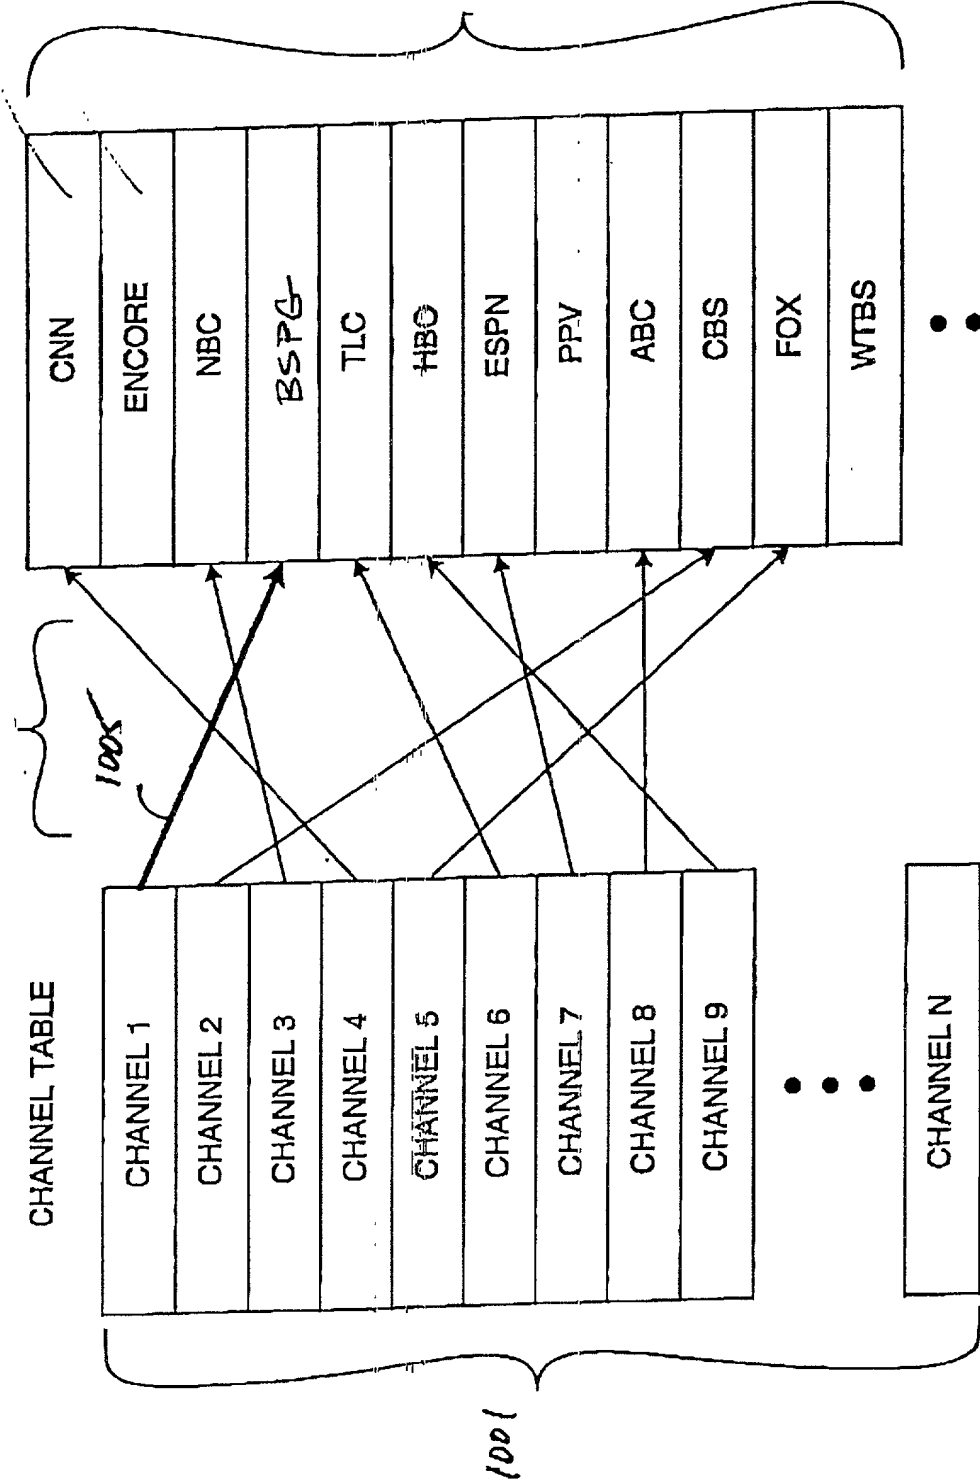 CHANNEL TABLE
CHANNEL 1
CHANNEL 2
CHANNEL 3
CHANNEL 4
CHANNEL 5
CHANNEL 6
CHANNEL 7
CHANNEL 8
CHANNEL 9
CHANNEL N
1001
1005
CNN
ENCORE
NBC
BSPG
TLC
HBO
ESPN
PPV
ABC
CBS
FOX
WTBS